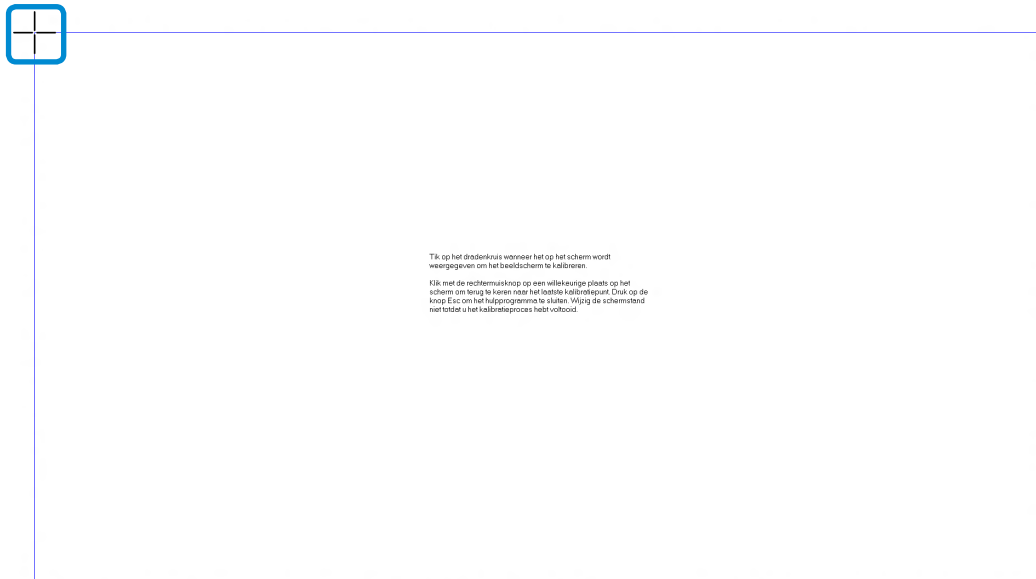 Tik op het dradenkruis wanneer het op het scherm wordt
weergegeven om het beeldscherm te kalibreren.
Klik met de rechtermuisknop op een willekeurige plaats op het
scherm om terug te keren naar het laatste kalibratiepunt. Druk op de
knop Esc om het hulpprogramma te sluiten. Wijzig de schermstand
niet totdat u het kalibratieproces hebt voltooid.